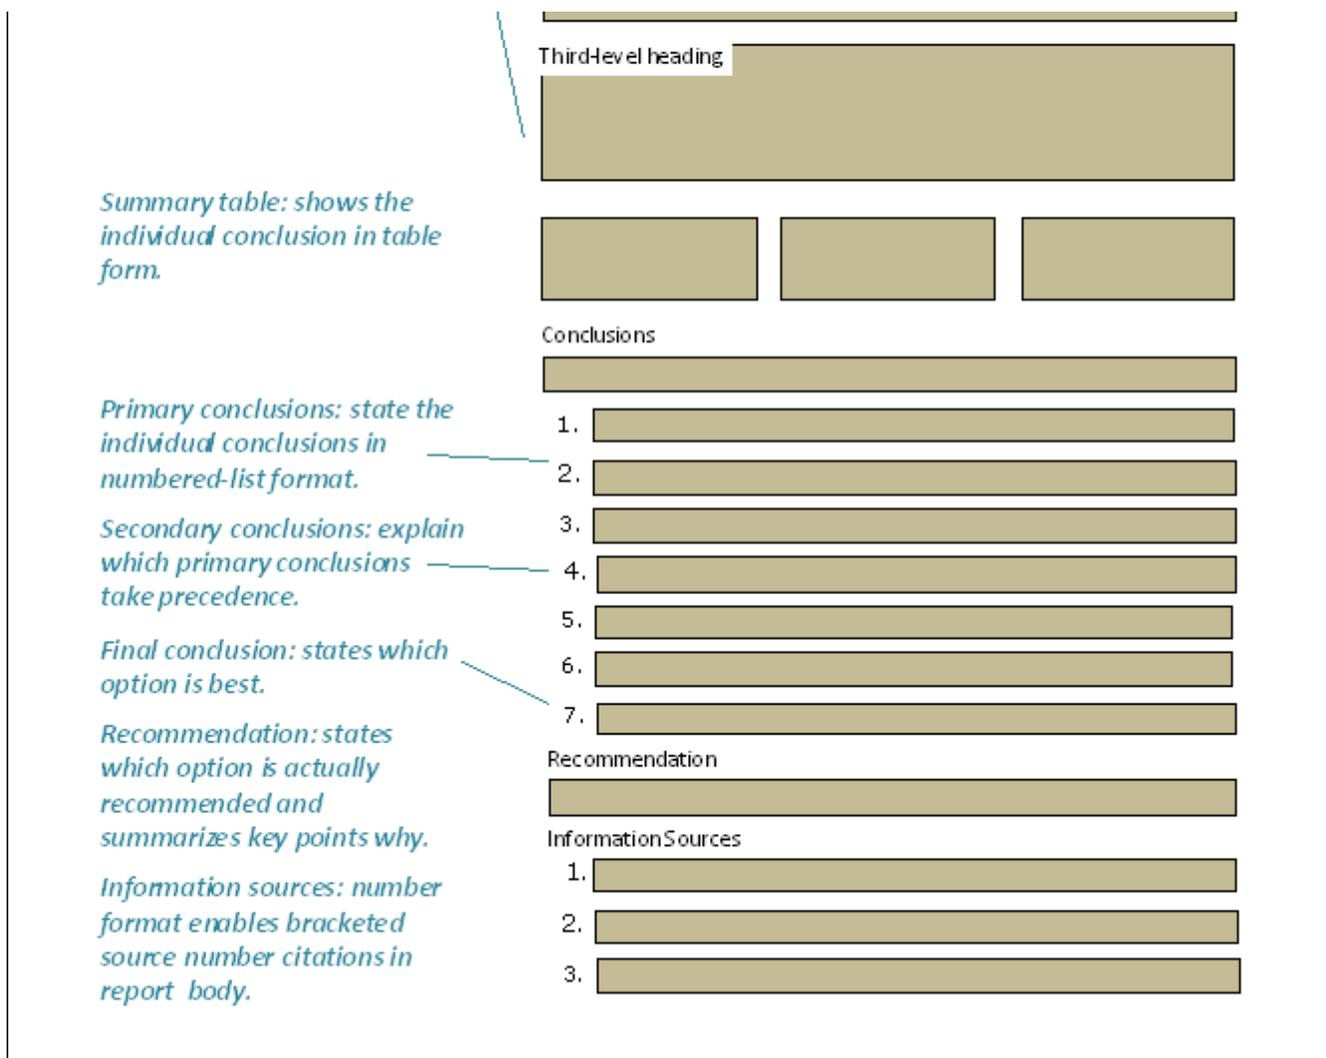 Third-level heading
Summary table: shows the
individual conclusion in table
form.
Conclusions
Primary conclusions: state the
individual conclusions in
numbered-list format.
1.
2.
Secondary conclusions: explain
which primary conclusions
take precedence.
3.
4.
5.
Final conclusion: states which
option is best.
6.
7.
Recommendation: states
which option is actually
recommended and
summarizes key points why.
Recommendation
Information Sources
Information sources: number
format enables bracketed
source number citations in
report body.
1.
2.
3.